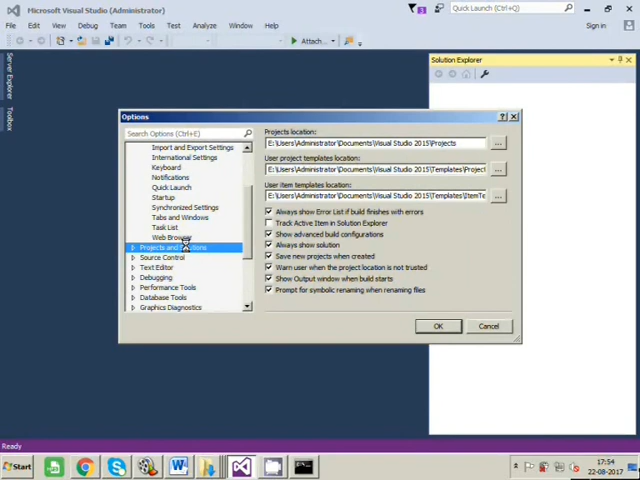 Microsoft Visual Studio (Administrator)
3
Quick Launch (Ctrl+Q)
File Edit View Debug Team Tools Test Analyze Window Help
Sign in
Attach...
Server Explorer
Toolbox
Solution Explorer
Options
Search Options (Ctrl+E)
Import and Export Settings
International Settings
Keyboard
Notifications
Quick Launch
Startup
Synchronized Settings
Tabs and Windows
Task List
Web Browser
Projects and Solutions
Source Control
Text Editor
Debugging
Performance Tools
Database Tools
Graphics Diagnostics
Projects location:
E:\Users\Administrator\Documents\Visual Studio 2015\Projects
...
User project templates location:
E:\Users\Administrator\Documents\Visual Studio 2015\Templates\Project
...
User item templates location:
E:\Users\Administrator\Documents\Visual Studio 2015\Templates\ItemTe
...
Always show Error List if build finishes with errors
Track Active Item in Solution Explorer
Show advanced build configurations
Always show solution
Save new projects when created
Warn user when the project location is not trusted
Show Output window when build starts
Prompt for symbolic renaming when renaming files
OK
Cancel
Ready
Start
17:54
22-08-2017